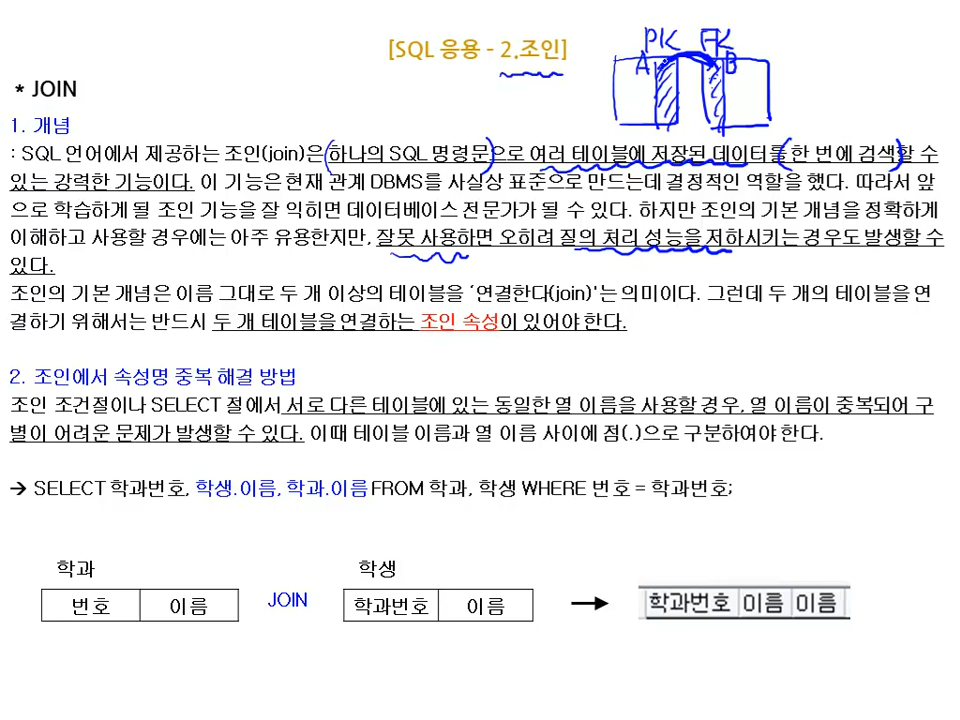 [SQL 응용 - 2.조인]
PK FK
A B
* JOIN
1. 개념
: SQL 언어에서 제공하는 조인(join)은 하나의 SQL 명령문으로 여러 테이블에 저장된 데이터를 한 번에 검색할 수
있는 강력한 기능이다. 이 기능은 현재 관계 DBMS를 사실상 표준으로 만드는데 결정적인 역할을 했다. 따라서 앞
으로 학습하게 될 조인 기능을 잘 익히면 데이터베이스 전문가가 될 수 있다. 하지만 조인의 기본 개념을 정확하게
이해하고 사용할 경우에는 아주 유용한지만, 잘못 사용하면 오히려 질의 처리 성능을 저하시키는 경우도 발생할 수
있다.
조인의 기본 개념은 이름 그대로 두 개 이상의 테이블을 ‘연결한다(join)'는 의미이다. 그런데 두 개의 테이블을 연
결하기 위해서는 반드시 두 개 테이블을 연결하는 조인 속성이 있어야 한다.
2. 조인에서 속성명 중복 해결 방법
조인 조건절이나 SELECT 절에서 서로 다른 테이블에 있는 동일한 열 이름을 사용할 경우, 열 이름이 중복되어 구
별이 어려운 문제가 발생할 수 있다. 이때 테이블 이름과 열 이름 사이에 점(.)으로 구분하여야 한다.
→ SELECT 학과번호, 학생.이름, 학과.이름 FROM 학과, 학생 WHERE 번호 = 학과번호;
학과 학생
번호 이름 JOIN 학과번호 이름 → 학과번호 이름 이름